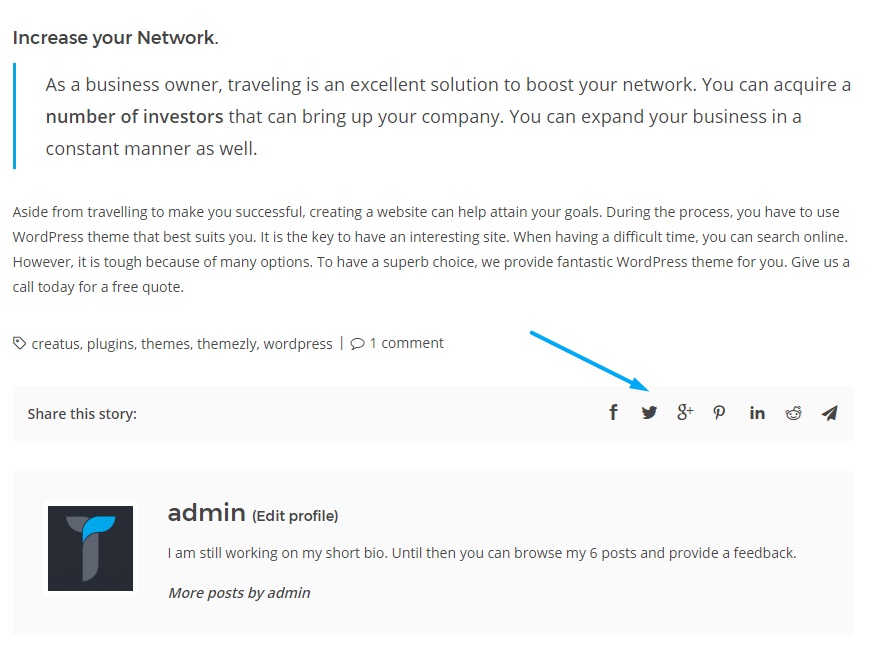 Increase your Network.
As a business owner, traveling is an excellent solution to boost your network. You can acquire a
number of investors that can bring up your company. You can expand your business in a
constant manner as well.
Aside from travelling to make you successful, creating a website can help attain your goals. During the process, you have to use
WordPress theme that best suits you. It is the key to have an interesting site. When having a difficult time, you can search online.
However, it is tough because of many options. To have a superb choice, we provide fantastic WordPress theme for you. Give us a
call today for a free quote.
creatus, plugins, themes, themezly, wordpress | 1 comment
Share this story:
admin (Edit profile)
I am still working on my short bio. Until then you can browse my 6 posts and provide a feedback.
More posts by admin